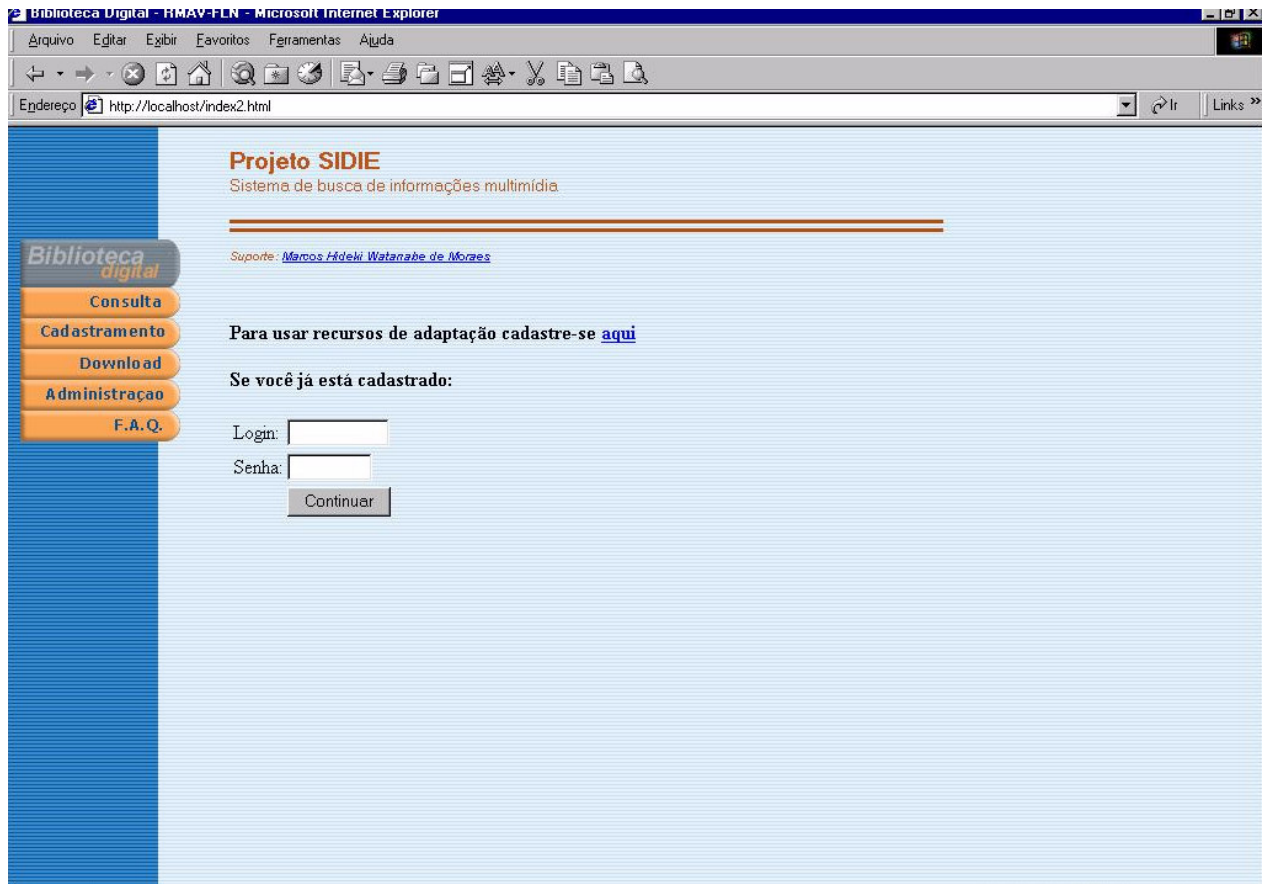 Biblioteca Digital - RMAV-FLN - Microsoft Internet Explorer
Arquivo Editar Exibir Favoritos Ferramentas Ajuda
Endereço http://localhost/index2.html Ir Links »
Projeto SIDIE
Sistema de busca de informações multimídia
Suporte: Marcos Hideki Watanabe de Moraes
Biblioteca
digital
Consulta
Cadastramento
Download
Administraçao
F.A.Q.
Para usar recursos de adaptação cadastre-se aqui
Se você já está cadastrado:
Login:
Senha:
Continuar